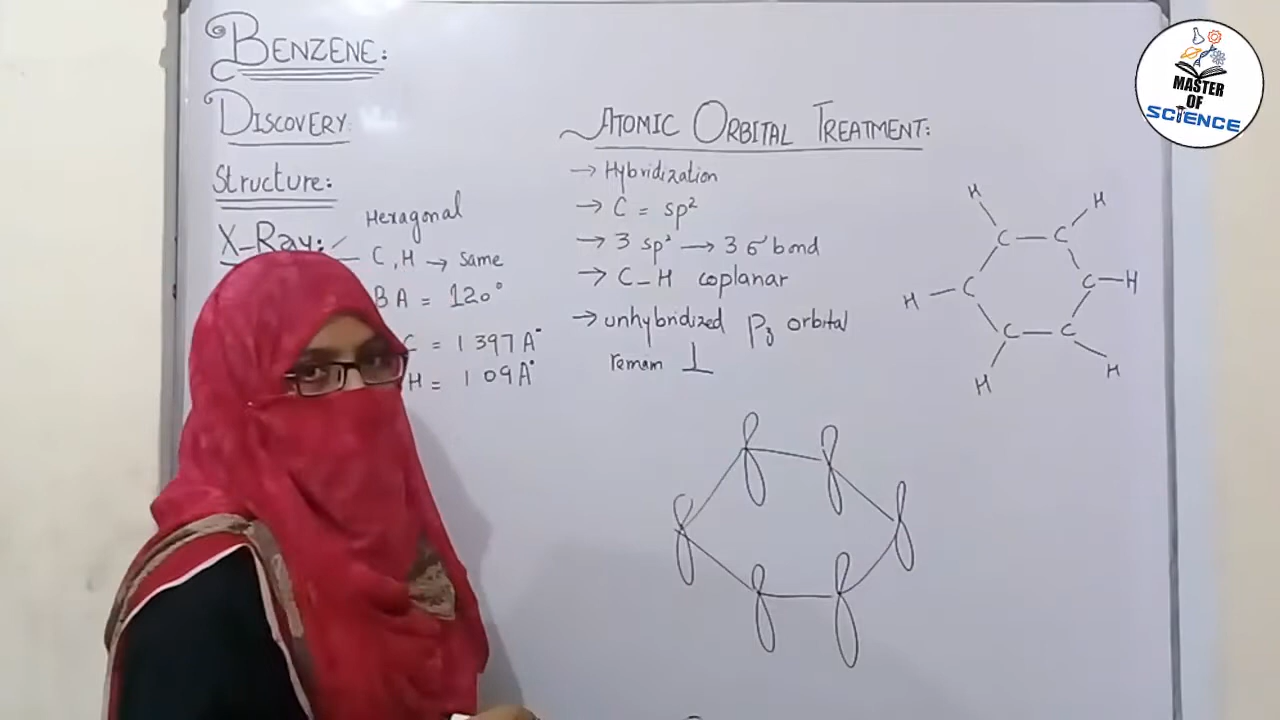 BENZENE:
DISCOVERY
Structure:
X-Ray:
Hexagonal
C, H → same
BA = 120°
C = 1.397 A°
H = 1.09 A°
ATOMIC ORBITAL TREATMENT:
→ Hybridization
→ C = sp²
→ 3 sp² → 3 σ bond
→ C–H coplanar
→ unhybridized Pz orbital
remain ⊥
H H
C — C
H — C C — H
C — C
H H
MASTER
OF
SCIENCE